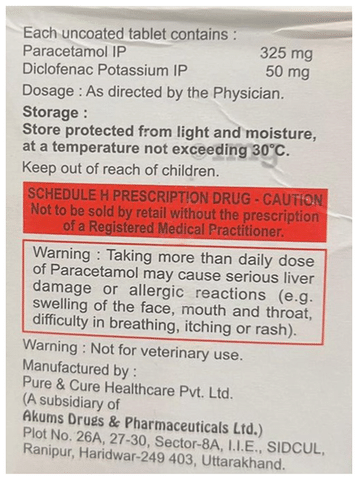 Each uncoated tablet contains :
Paracetamol IP 325 mg
Diclofenac Potassium IP 50 mg
Dosage : As directed by the Physician.
Storage :
Store protected from light and moisture,
at a temperature not exceeding 30°C.
Keep out of reach of children.
SCHEDULE H PRESCRIPTION DRUG - CAUTION
Not to be sold by retail without the prescription
of a Registered Medical Practitioner.
Warning : Taking more than daily dose
of Paracetamol may cause serious liver
damage or allergic reactions (e.g.
swelling of the face, mouth and throat,
difficulty in breathing, itching or rash).
Warning : Not for veterinary use.
Manufactured by :
Pure & Cure Healthcare Pvt. Ltd.
(A subsidiary of
Akums Drugs & Pharmaceuticals Ltd.)
Plot No. 26A, 27-30, Sector-8A, I.I.E., SIDCUL,
Ranipur, Haridwar-249 403, Uttarakhand.